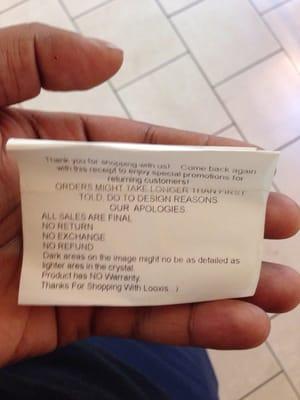 Thank you for shopping with us! Come back again
with this receipt to enjoy special promotions for
returning customers!
ORDERS MIGHT TAKE LONGER THAN FIRST
TOLD, DO TO DESIGN REASONS
OUR APOLOGIES.
ALL SALES ARE FINAL
NO RETURN
NO EXCHANGE
NO REFUND
Dark areas on the image might no be as detailed as
lighter ares in the crystal.
Product has NO Warranty.
Thanks For Shopping With Looxis. :)